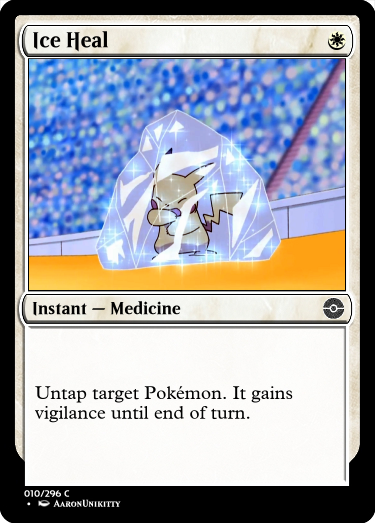 Ice Heal
Instant — Medicine
Untap target Pokémon. It gains
vigilance until end of turn.
010/296 C
• AaronUnikitty